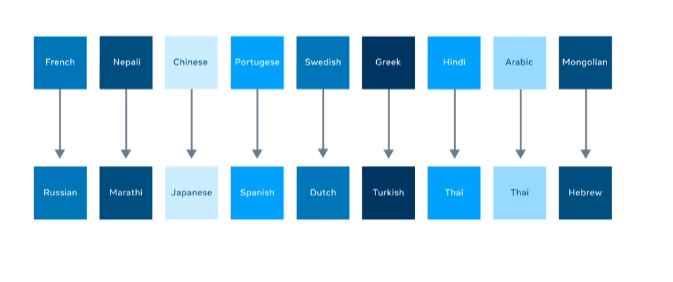 French
Nepali
Chinese
Portugese
Swedish
Greek
Hindi
Arabic
Mongolian
Russian
Marathi
Japanese
Spanish
Dutch
Turkish
Thai
Thai
Hebrew